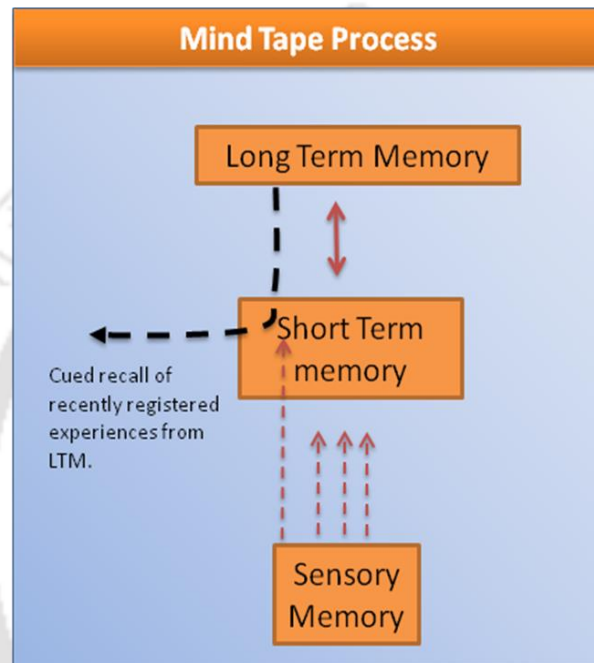 Mind Tape Process
Long Term Memory
Short Term
memory
Cued recall of
recently registered
experiences from
LTM.
Sensory
Memory